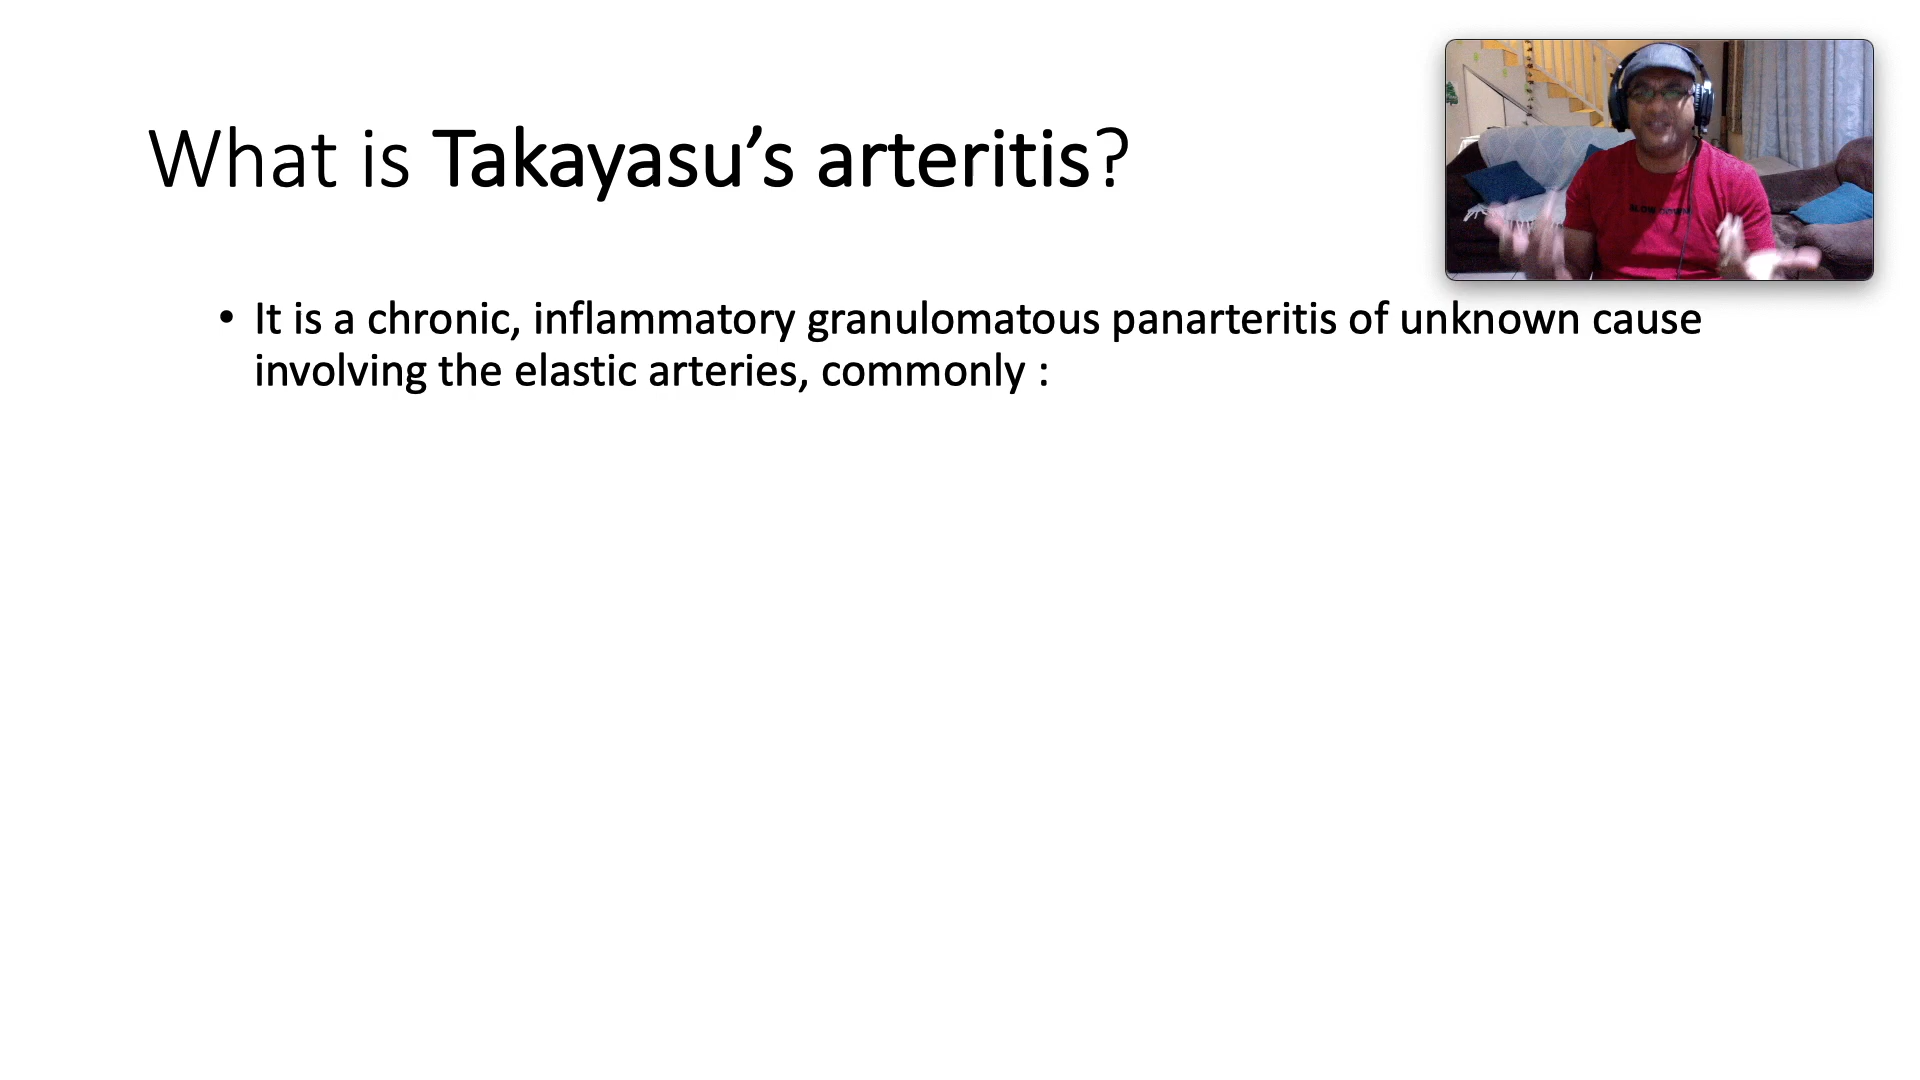 What is Takayasu’s arteritis?
• It is a chronic, inflammatory granulomatous panarteritis of unknown cause
involving the elastic arteries, commonly :